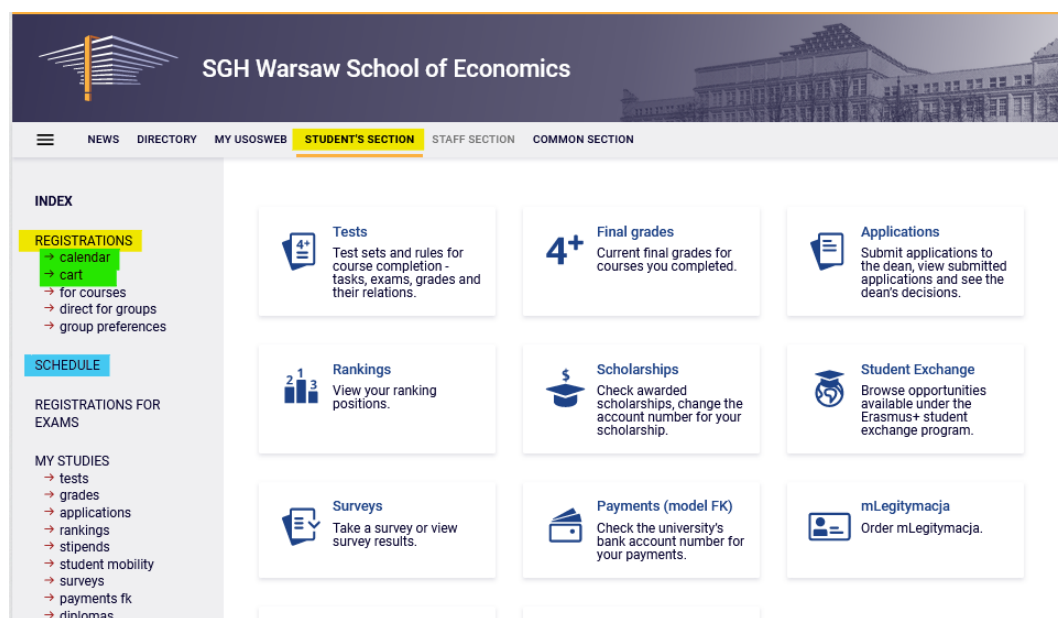 SGH Warsaw School of Economics
NEWS DIRECTORY MY USOSWEB STUDENT'S SECTION STAFF SECTION COMMON SECTION
INDEX
REGISTRATIONS
→ calendar
→ cart
→ for courses
→ direct for groups
→ group preferences
SCHEDULE
REGISTRATIONS FOR
EXAMS
MY STUDIES
→ tests
→ grades
→ applications
→ rankings
→ stipends
→ student mobility
→ surveys
→ payments fk
→ diplomas
4+
Tests
Test sets and rules for
course completion -
tasks, exams, grades and
their relations.
4+
Final grades
Current final grades for
courses you completed.
Applications
Submit applications to
the dean, view submitted
applications and see the
dean's decisions.
2 1 3
Rankings
View your ranking
positions.
$
Scholarships
Check awarded
scholarships, change the
account number for your
scholarship.
Student Exchange
Browse opportunities
available under the
Erasmus+ student
exchange program.
Surveys
Take a survey or view
survey results.
Payments (model FK)
Check the university's
bank account number for
your payments.
mLegitymacja
Order mLegitymacja.